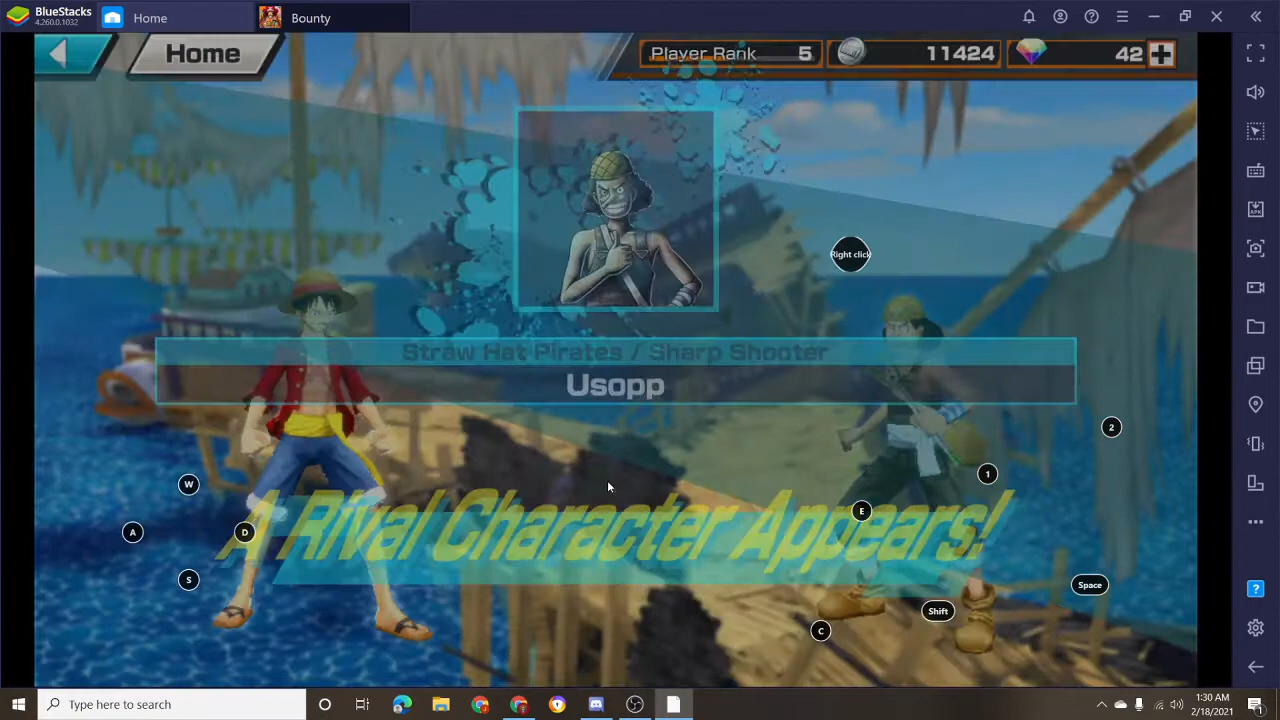 BlueStacks
4.260.0.1032
Home
Bounty
Home
Player Rank 5
11424
42
Right click
Straw Hat Pirates / Sharp Shooter
Usopp
2
1
W
E
A Rival Character Appears!
A
D
S
Space
Shift
C
Type here to search
1:30 AM
2/18/2021